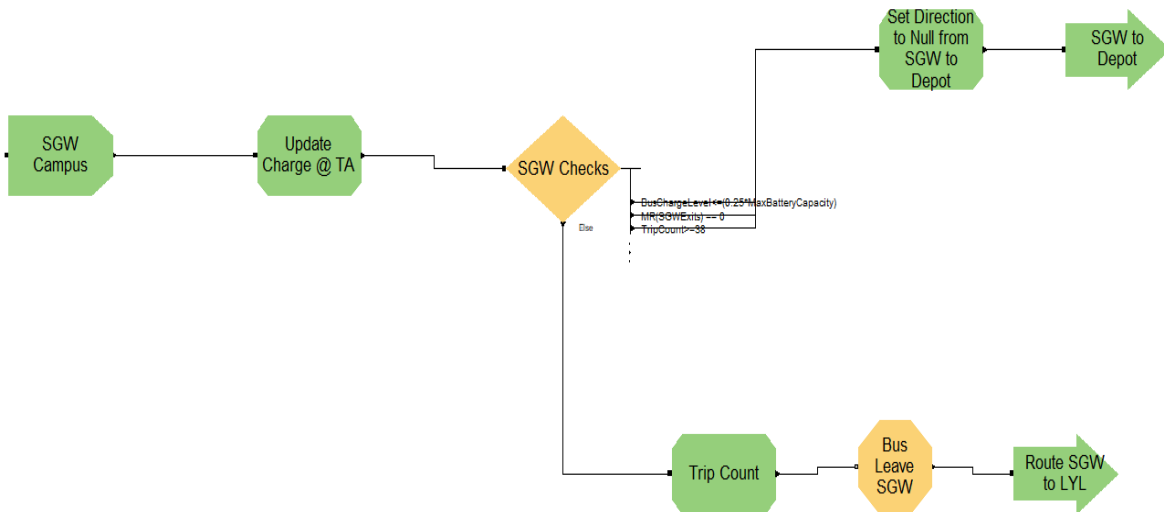 Set Direction
to Null from
SGW to
Depot
SGW to
Depot
SGW
Campus
Update
Charge @ TA
SGW Checks
BusChargeLevel<=(0.25*MaxBatteryCapacity)
MR(SGWExits) == 0
TripCount>=38
Else
Trip Count
Bus
Leave
SGW
Route SGW
to LYL